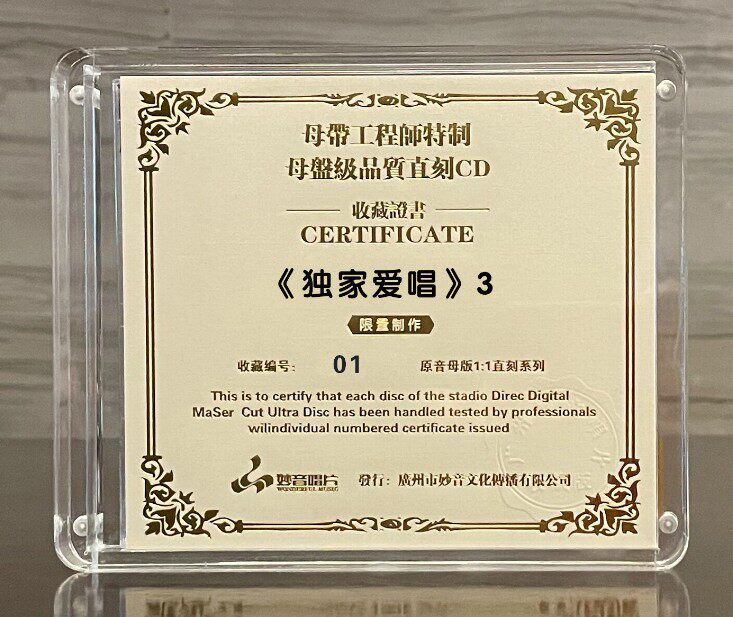 母帶工程師特制
母盤級品質直刻CD
收藏證書
CERTIFICATE
《独家爱唱》3
限量制作
收藏编号: 01 原音母版1:1直刻系列
This is to certify that each disc of the stadio Direc Digital
MaSer Cut Ultra Disc has been handled tested by professionals
wilindividual numbered certificate issued
妙音唱片
WONDERFUL MUSIC
發行: 廣州市妙音文化傳播有限公司